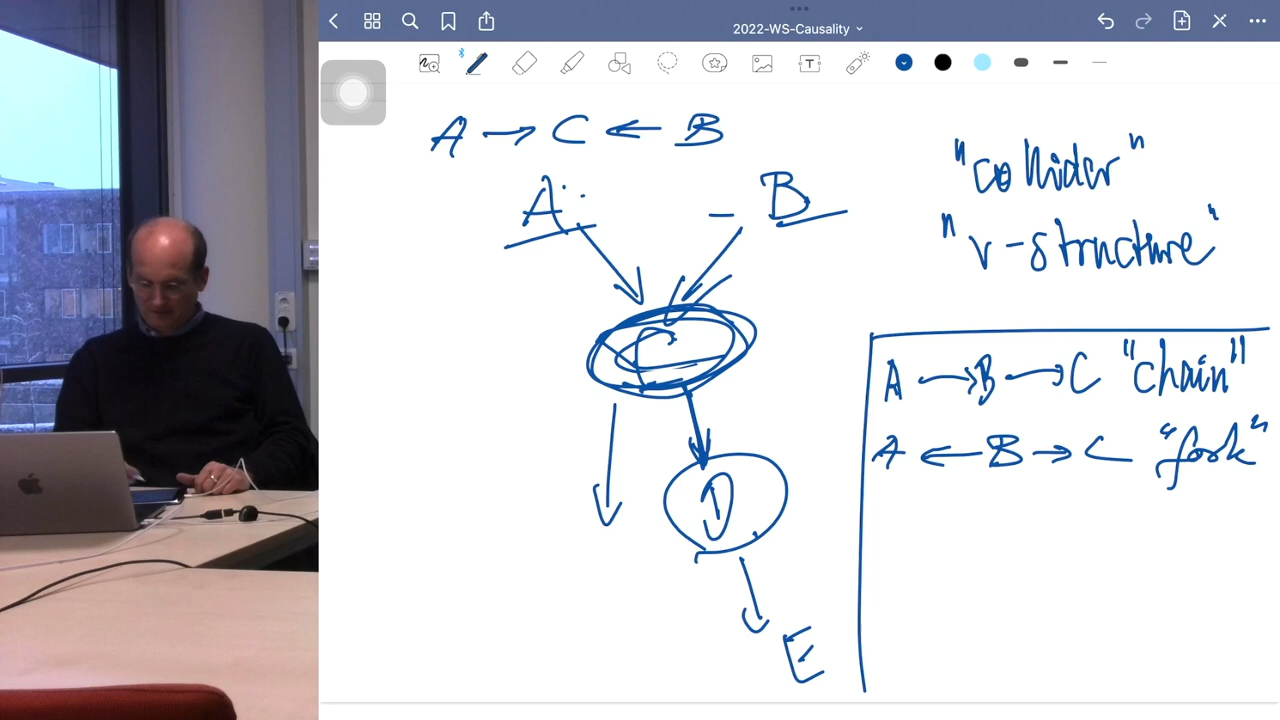 2022-WS-Causality
A → C ← B
A B
C
D
E
"collider"
"v-structure"
A → B → C "chain"
A ← B → C "fork"